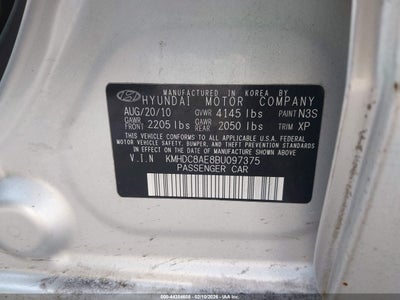 MANUFACTURED IN KOREA BY
HYUNDAI MOTOR COMPANY
AUG/20/10 GVWR 4145 lbs PAINT N3S
GAWR FRONT 2205 lbs GAWR REAR 2050 lbs TRIM XP
THIS VEHICLE CONFORMS TO ALL APPLICABLE U.S.A. FEDERAL
MOTOR VEHICLE SAFETY, BUMPER, AND THEFT PREVENTION
STANDARDS IN EFFECT ON THE DATE OF MANUFACTURE SHOWN ABOVE.
V.I.N KMHDC8AE8BU097375
PASSENGER CAR